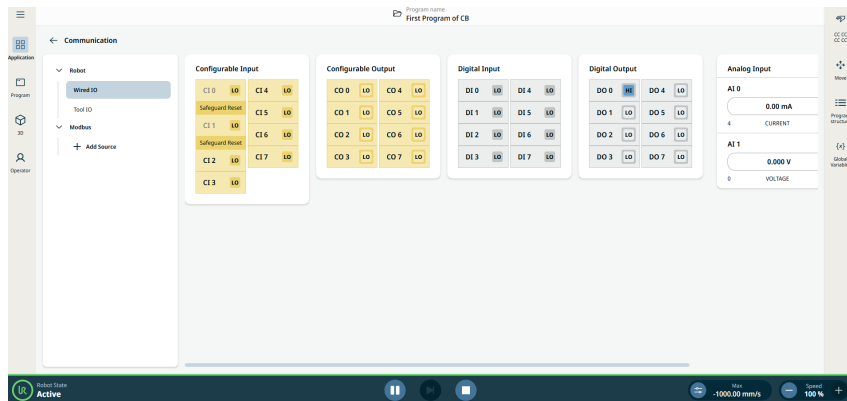 Program name
First Program of CB
Communication
Application
Program
3D
Operator
Robot
Wired IO
Tool IO
Modbus
Add Source
Configurable Input
CI 0 LO CI 4 LO
Safeguard Reset
CI 5 LO
CI 1 LO
CI 6 LO
Safeguard Reset
CI 2 LO CI 7 LO
CI 3 LO
Configurable Output
CO 0 LO CO 4 LO
CO 1 LO CO 5 LO
CO 2 LO CO 6 LO
CO 3 LO CO 7 LO
Digital Input
DI 0 LO DI 4 LO
DI 1 LO DI 5 LO
DI 2 LO DI 6 LO
DI 3 LO DI 7 LO
Digital Output
DO 0 HI DO 4 LO
DO 1 LO DO 5 LO
DO 2 LO DO 6 LO
DO 3 LO DO 7 LO
Analog Input
AI 0
0.00 mA
4 CURRENT
AI 1
0.000 V
0 VOLTAGE
CC CC
CC CC
Move
Program
structu
{x}
Global
Variabl
UR
Robot State
Active
Max
-1000.00 mm/s
Speed
100 %